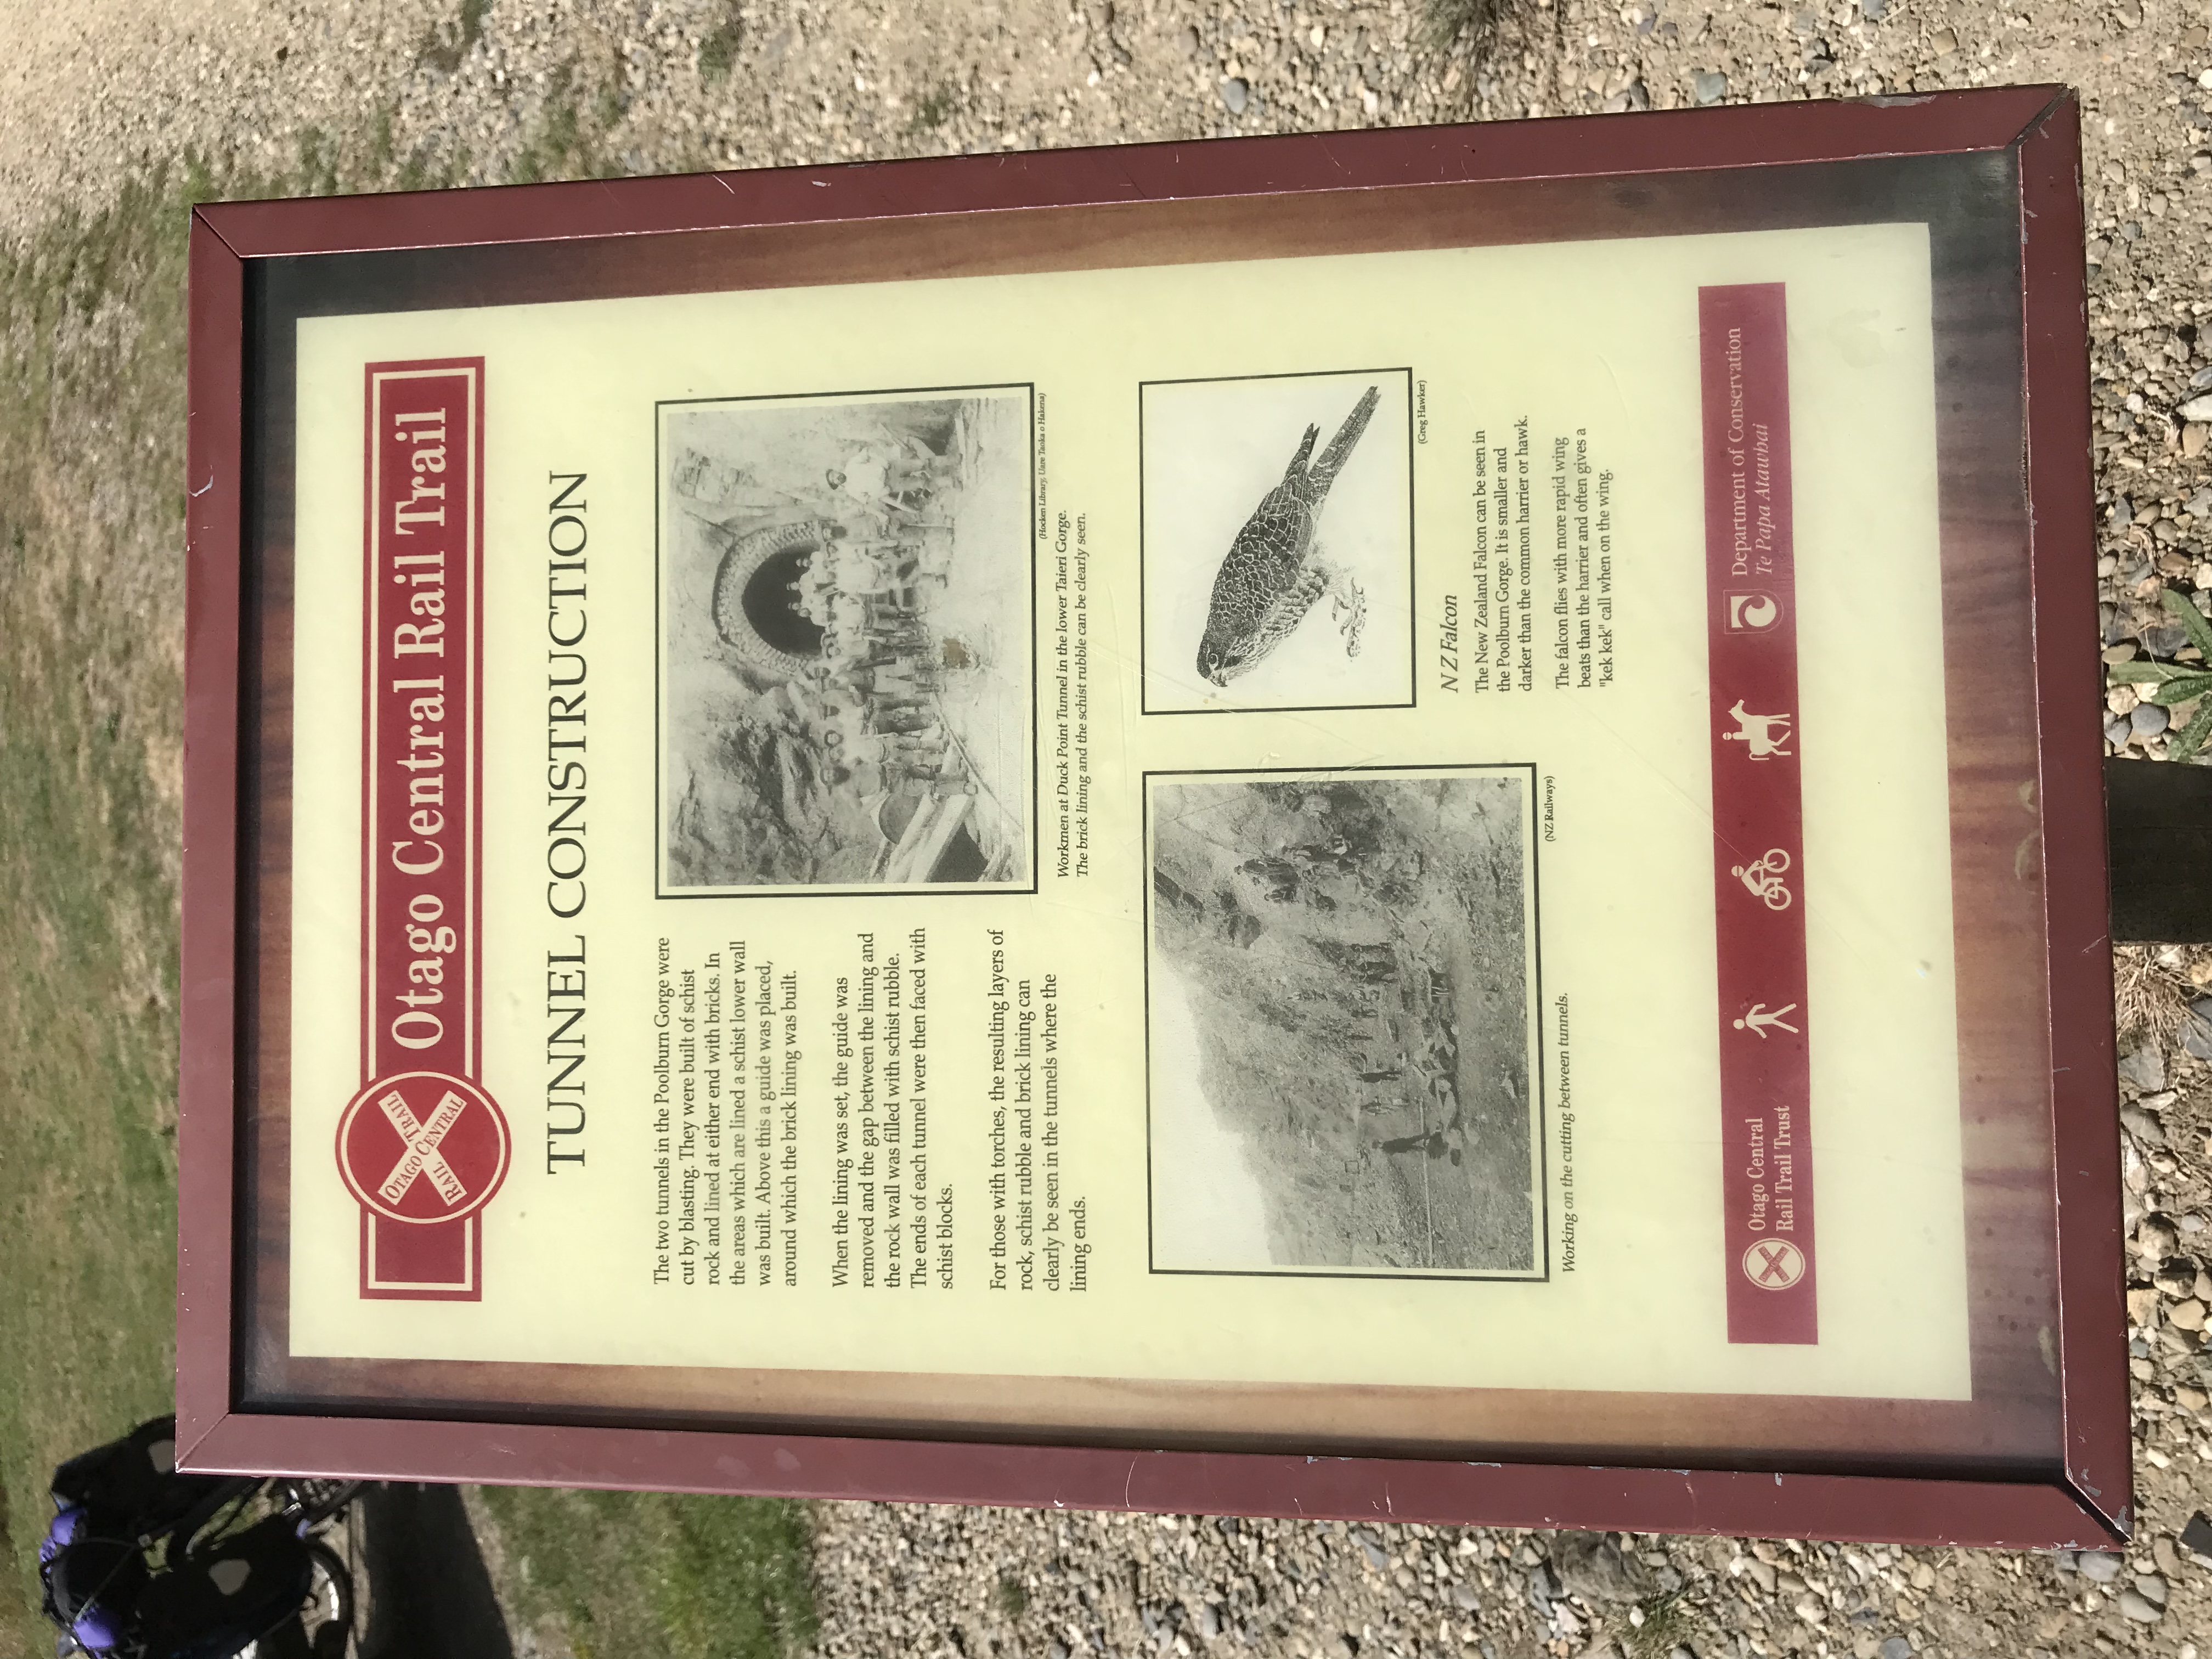 Otago Central Rail Trail
OTAGO CENTRAL
RAIL TRAIL
TUNNEL CONSTRUCTION
The two tunnels in the Poolburn Gorge were
cut by blasting. They were built of schist
rock and lined at either end with bricks. In
the areas which are lined a schist lower wall
was built. Above this a guide was placed,
around which the brick lining was built.
When the lining was set, the guide was
removed and the gap between the lining and
the rock wall was filled with schist rubble.
The ends of each tunnel were then faced with
schist blocks.
For those with torches, the resulting layers of
rock, schist rubble and brick lining can
clearly be seen in the tunnels where the
lining ends.
(Hocken Library, Uare Taoka o Hakena)
Workmen at Duck Point Tunnel in the lower Taieri Gorge.
The brick lining and the schist rubble can be clearly seen.
(NZ Railways)
Working on the cutting between tunnels.
(Greg Hawker)
N Z Falcon
The New Zealand Falcon can be seen in
the Poolburn Gorge. It is smaller and
darker than the common harrier or hawk.
The falcon flies with more rapid wing
beats than the harrier and often gives a
"kek kek" call when on the wing.
Otago Central
Rail Trail Trust
Department of Conservation
Te Papa Atawhai